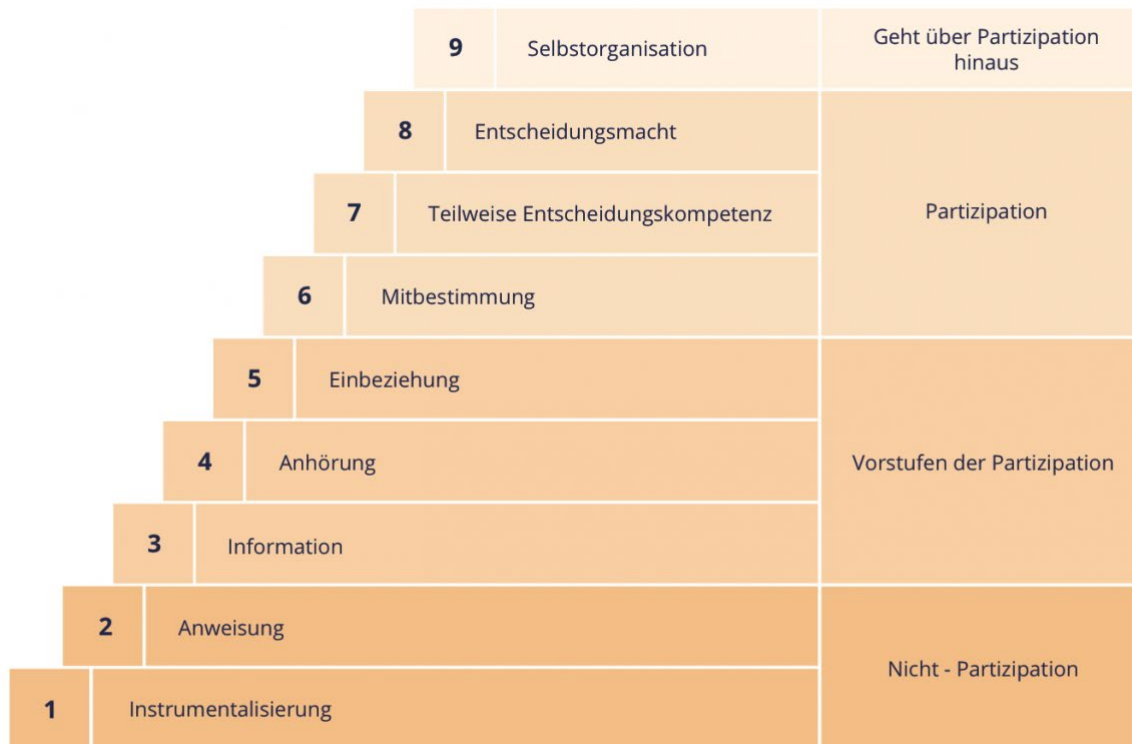 9 Selbstorganisation Geht über Partizipation
hinaus
8 Entscheidungsmacht
7 Teilweise Entscheidungskompetenz Partizipation
6 Mitbestimmung
5 Einbeziehung
4 Anhörung Vorstufen der Partizipation
3 Information
2 Anweisung
Nicht - Partizipation
1 Instrumentalisierung